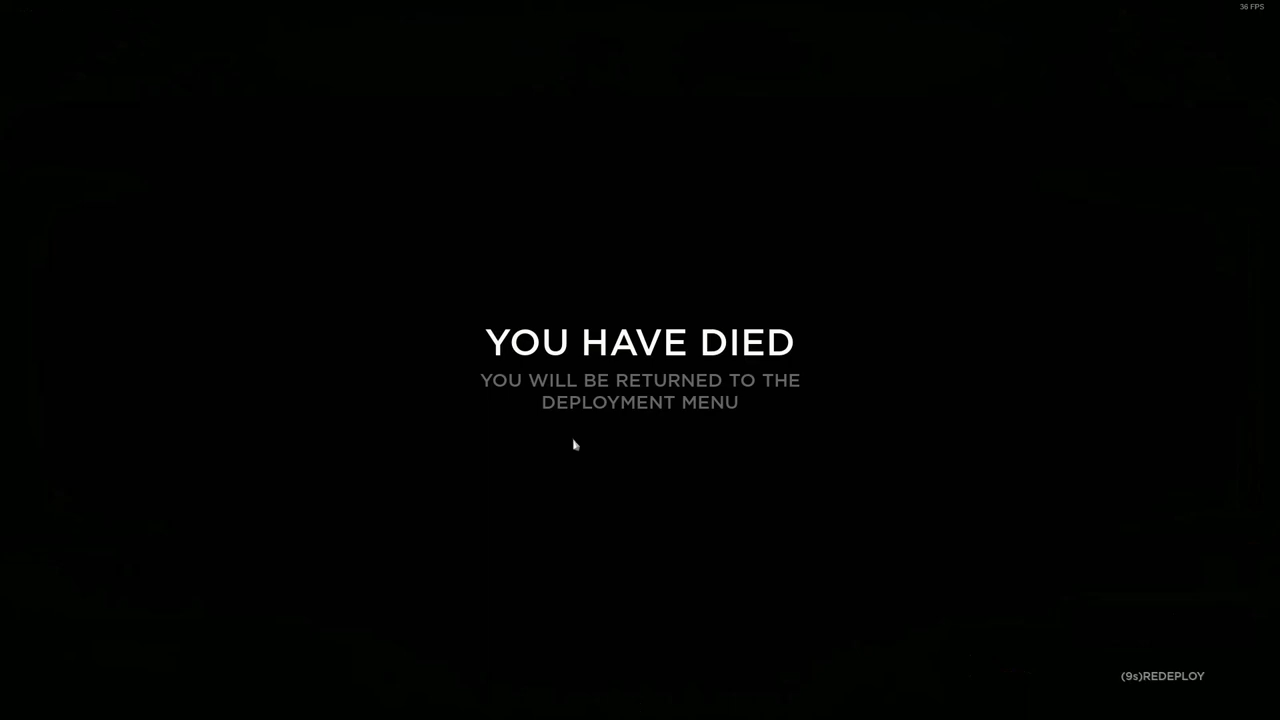 36 FPS
YOU HAVE DIED
YOU WILL BE RETURNED TO THE
DEPLOYMENT MENU
(9s)REDEPLOY